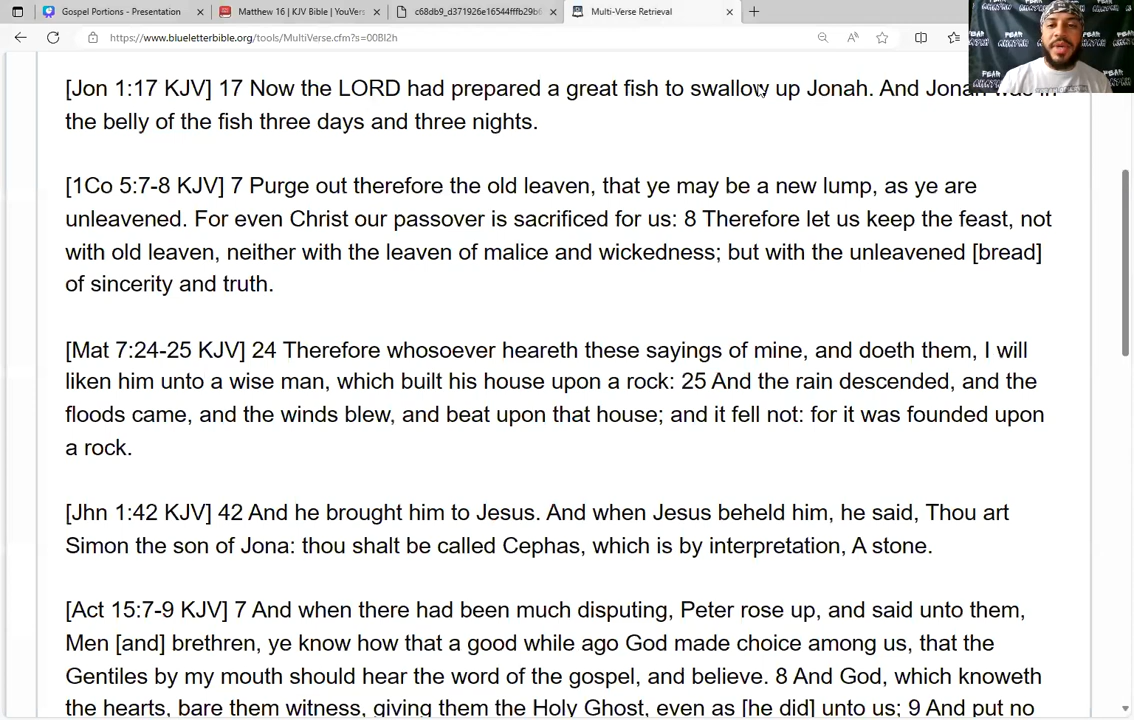 Gospel Portions - Presentation
Matthew 16 | KJV Bible | YouVers
c68db9_d371926e16544fffb29b6
Multi-Verse Retrieval
https://www.blueletterbible.org/tools/MultiVerse.cfm?s=00Bl2h
FEAR
FEAR
FEAR
[Jon 1:17 KJV] 17 Now the LORD had prepared a great fish to swallow up Jonah. And Jonah was in
the belly of the fish three days and three nights.
[1Co 5:7-8 KJV] 7 Purge out therefore the old leaven, that ye may be a new lump, as ye are
unleavened. For even Christ our passover is sacrificed for us: 8 Therefore let us keep the feast, not
with old leaven, neither with the leaven of malice and wickedness; but with the unleavened [bread]
of sincerity and truth.
[Mat 7:24-25 KJV] 24 Therefore whosoever heareth these sayings of mine, and doeth them, I will
liken him unto a wise man, which built his house upon a rock: 25 And the rain descended, and the
floods came, and the winds blew, and beat upon that house; and it fell not: for it was founded upon
a rock.
[Jhn 1:42 KJV] 42 And he brought him to Jesus. And when Jesus beheld him, he said, Thou art
Simon the son of Jona: thou shalt be called Cephas, which is by interpretation, A stone.
[Act 15:7-9 KJV] 7 And when there had been much disputing, Peter rose up, and said unto them,
Men [and] brethren, ye know how that a good while ago God made choice among us, that the
Gentiles by my mouth should hear the word of the gospel, and believe. 8 And God, which knoweth
the hearts, bare them witness, giving them the Holy Ghost, even as [he did] unto us; 9 And put no